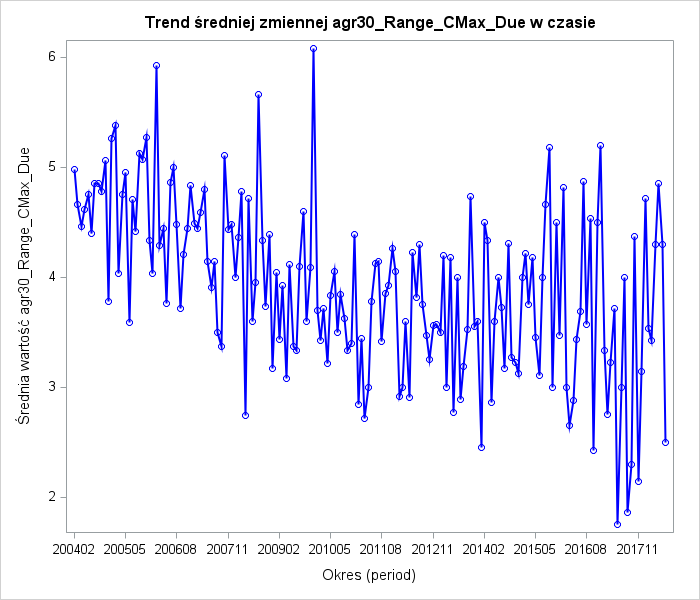 Trend średniej zmiennej agr30_Range_CMax_Due w czasie
Średnia wartość agr30_Range_CMax_Due
6
5
4
3
2
200402 200505 200608 200711 200902 201005 201108 201211 201402 201505 201608 201711
Okres (period)